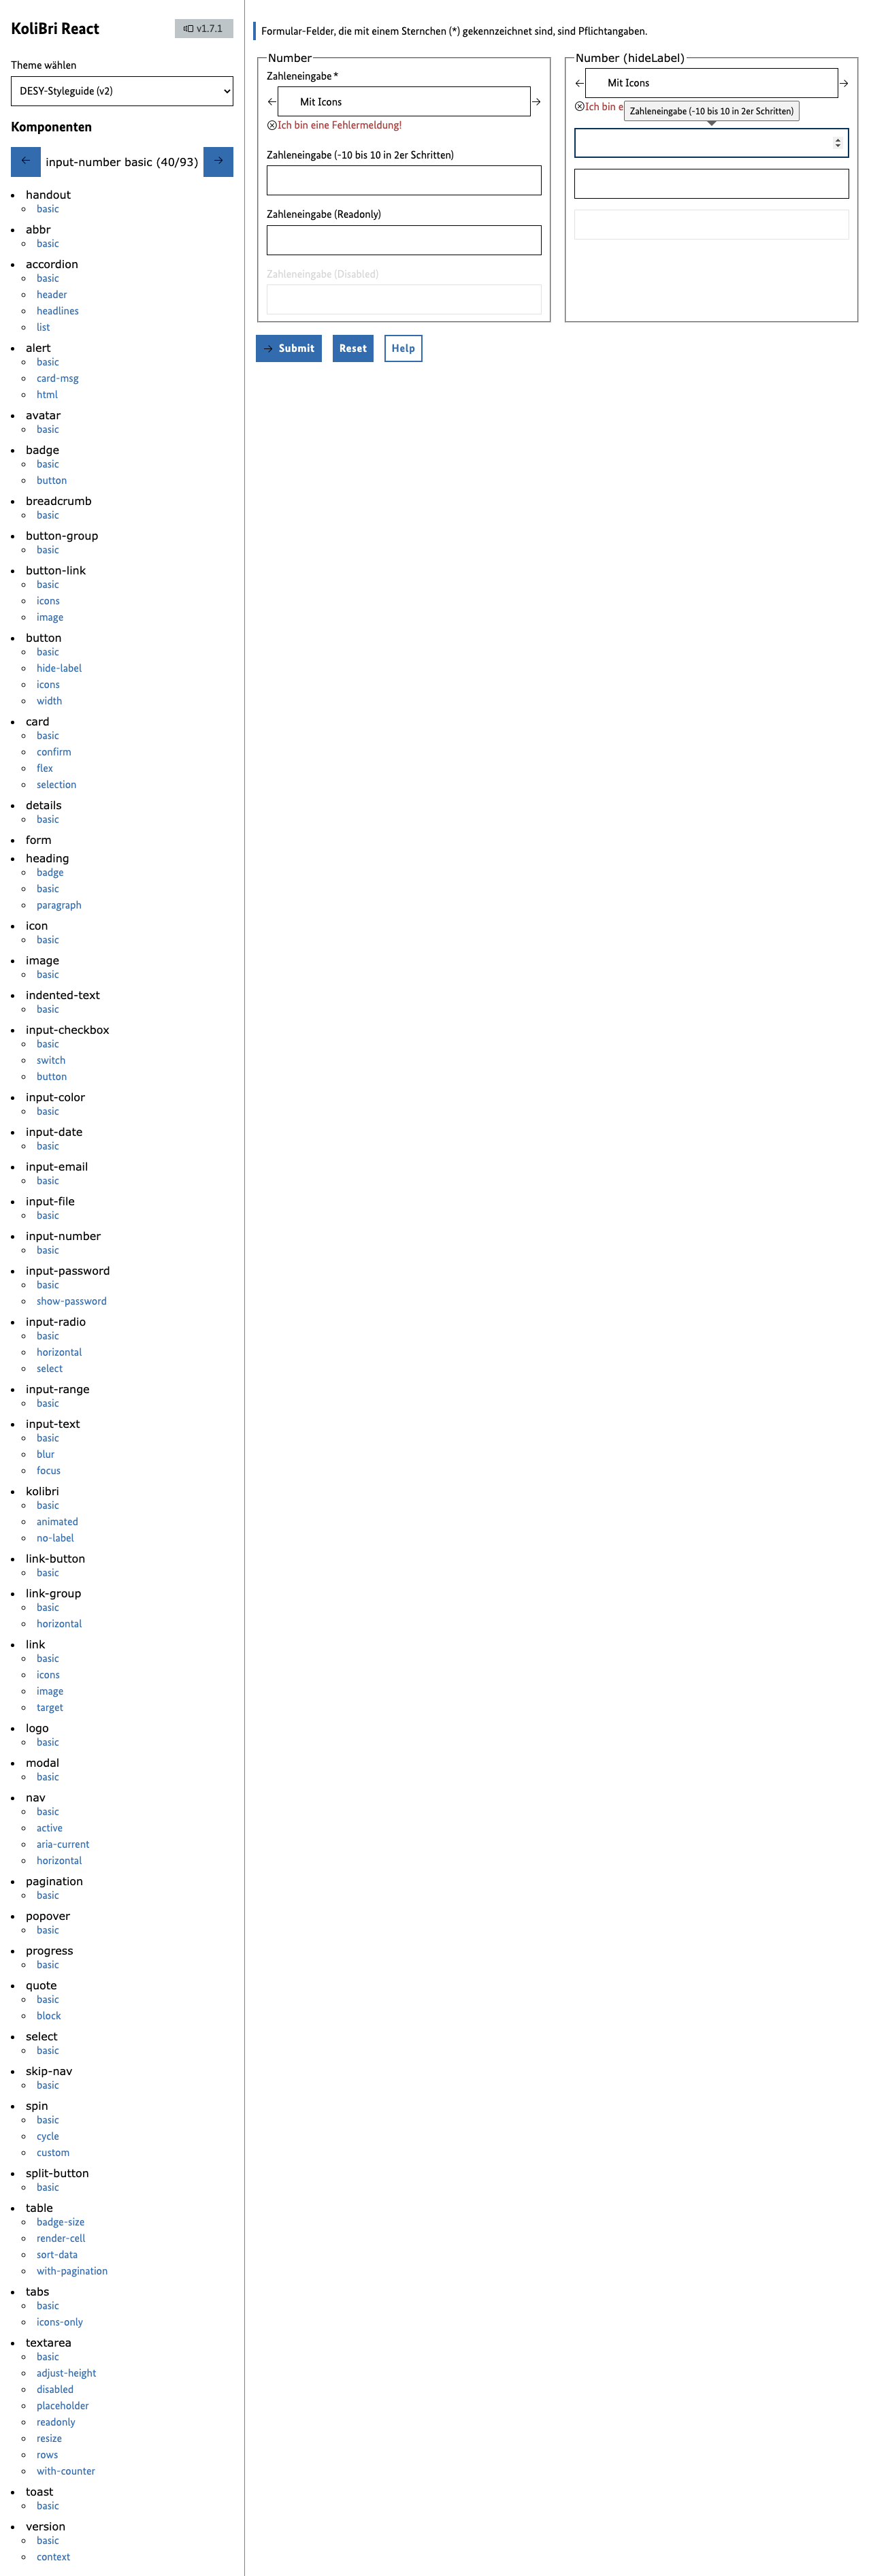 KoliBri React
v1.7.1
Theme wählen
DESY-Styleguide (v2)
Komponenten
input-number basic (40/93)
handout
basic
abbr
basic
accordion
basic
header
headlines
list
alert
basic
card-msg
html
avatar
basic
badge
basic
button
breadcrumb
basic
button-group
basic
button-link
basic
icons
image
button
basic
hide-label
icons
width
card
basic
confirm
flex
selection
details
basic
form
heading
badge
basic
paragraph
icon
basic
image
basic
indented-text
basic
input-checkbox
basic
switch
button
input-color
basic
input-date
basic
input-email
basic
input-file
basic
input-number
basic
input-password
basic
show-password
input-radio
basic
horizontal
select
input-range
basic
input-text
basic
blur
focus
kolibri
basic
animated
no-label
link-button
basic
link-group
basic
horizontal
link
basic
icons
image
target
logo
basic
modal
basic
nav
basic
active
aria-current
horizontal
pagination
basic
popover
basic
progress
basic
quote
basic
block
select
basic
skip-nav
basic
spin
basic
cycle
custom
split-button
basic
table
badge-size
render-cell
sort-data
with-pagination
tabs
basic
icons-only
textarea
basic
adjust-height
disabled
placeholder
readonly
resize
rows
with-counter
toast
basic
version
basic
context
Formular-Felder, die mit einem Sternchen (*) gekennzeichnet sind, sind Pflichtangaben.
Number
Zahleneingabe *
Mit Icons
Ich bin eine Fehlermeldung!
Zahleneingabe (-10 bis 10 in 2er Schritten)
Zahleneingabe (Readonly)
Zahleneingabe (Disabled)
Number (hideLabel)
Mit Icons
Ich bin e
Zahleneingabe (-10 bis 10 in 2er Schritten)
Submit
Reset
Help